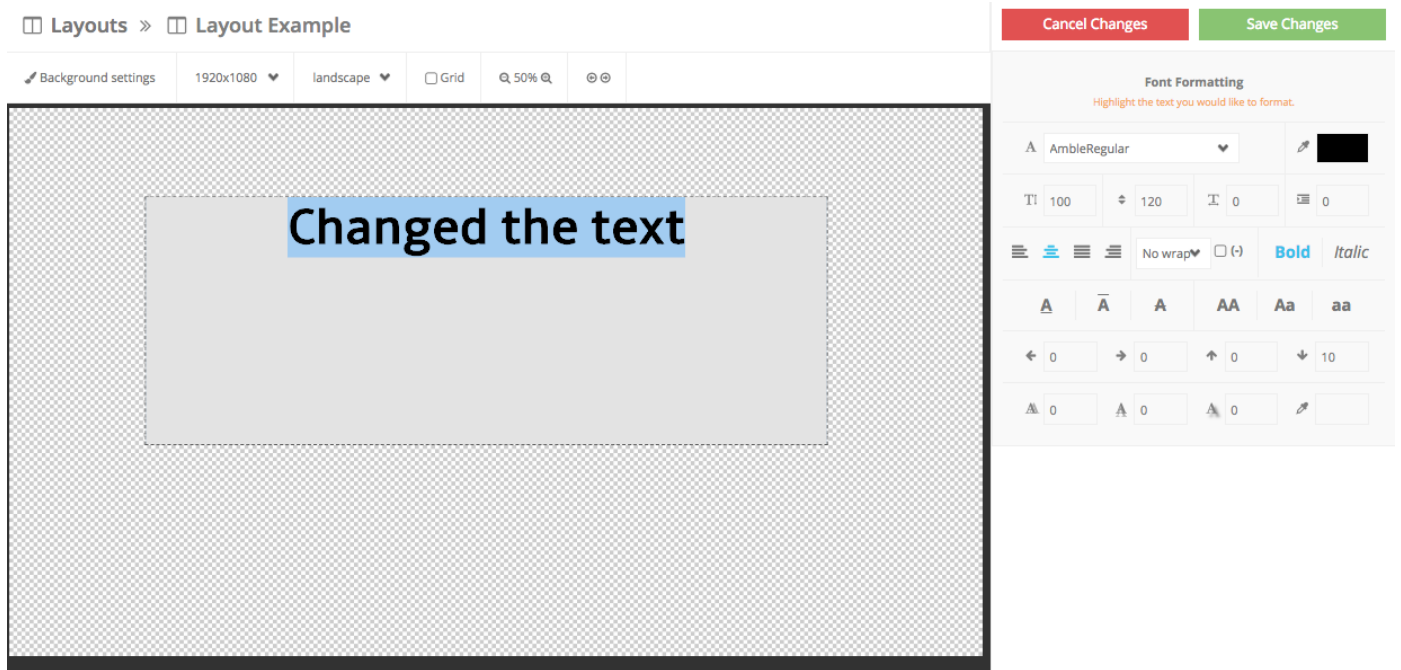 Layouts » Layout Example
Cancel Changes Save Changes
Background settings 1920x1080 landscape Grid 50%
Font Formatting
Highlight the text you would like to format.
A AmbleRegular
Changed the text
TI 100 120 T 0 0
No wrap (-) Bold Italic
A A A AA Aa aa
0 0 0 10
A 0 A 0 A 0